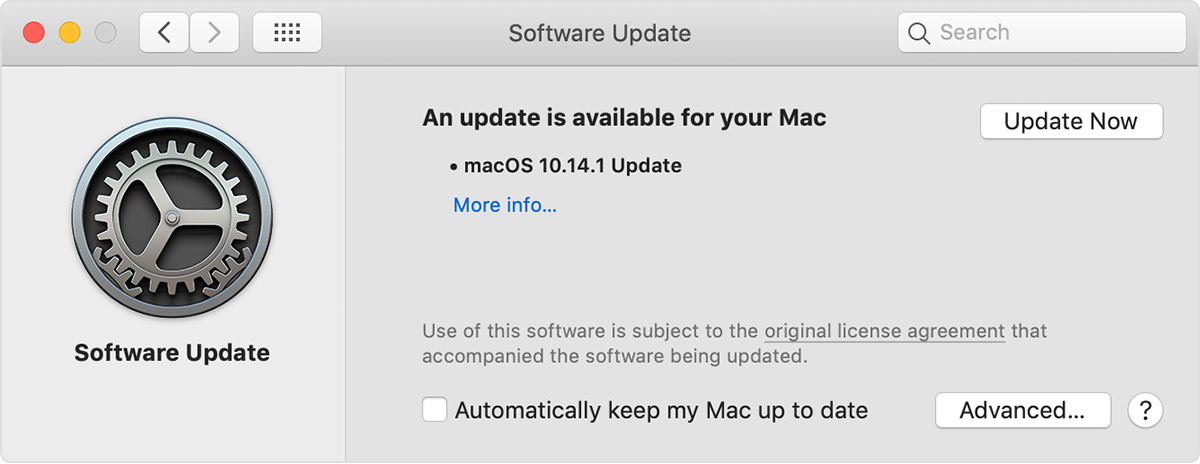 Software Update
Search
Software Update
An update is available for your Mac
Update Now
• macOS 10.14.1 Update
More info...
Use of this software is subject to the original license agreement that
accompanied the software being updated.
Automatically keep my Mac up to date
Advanced...
?